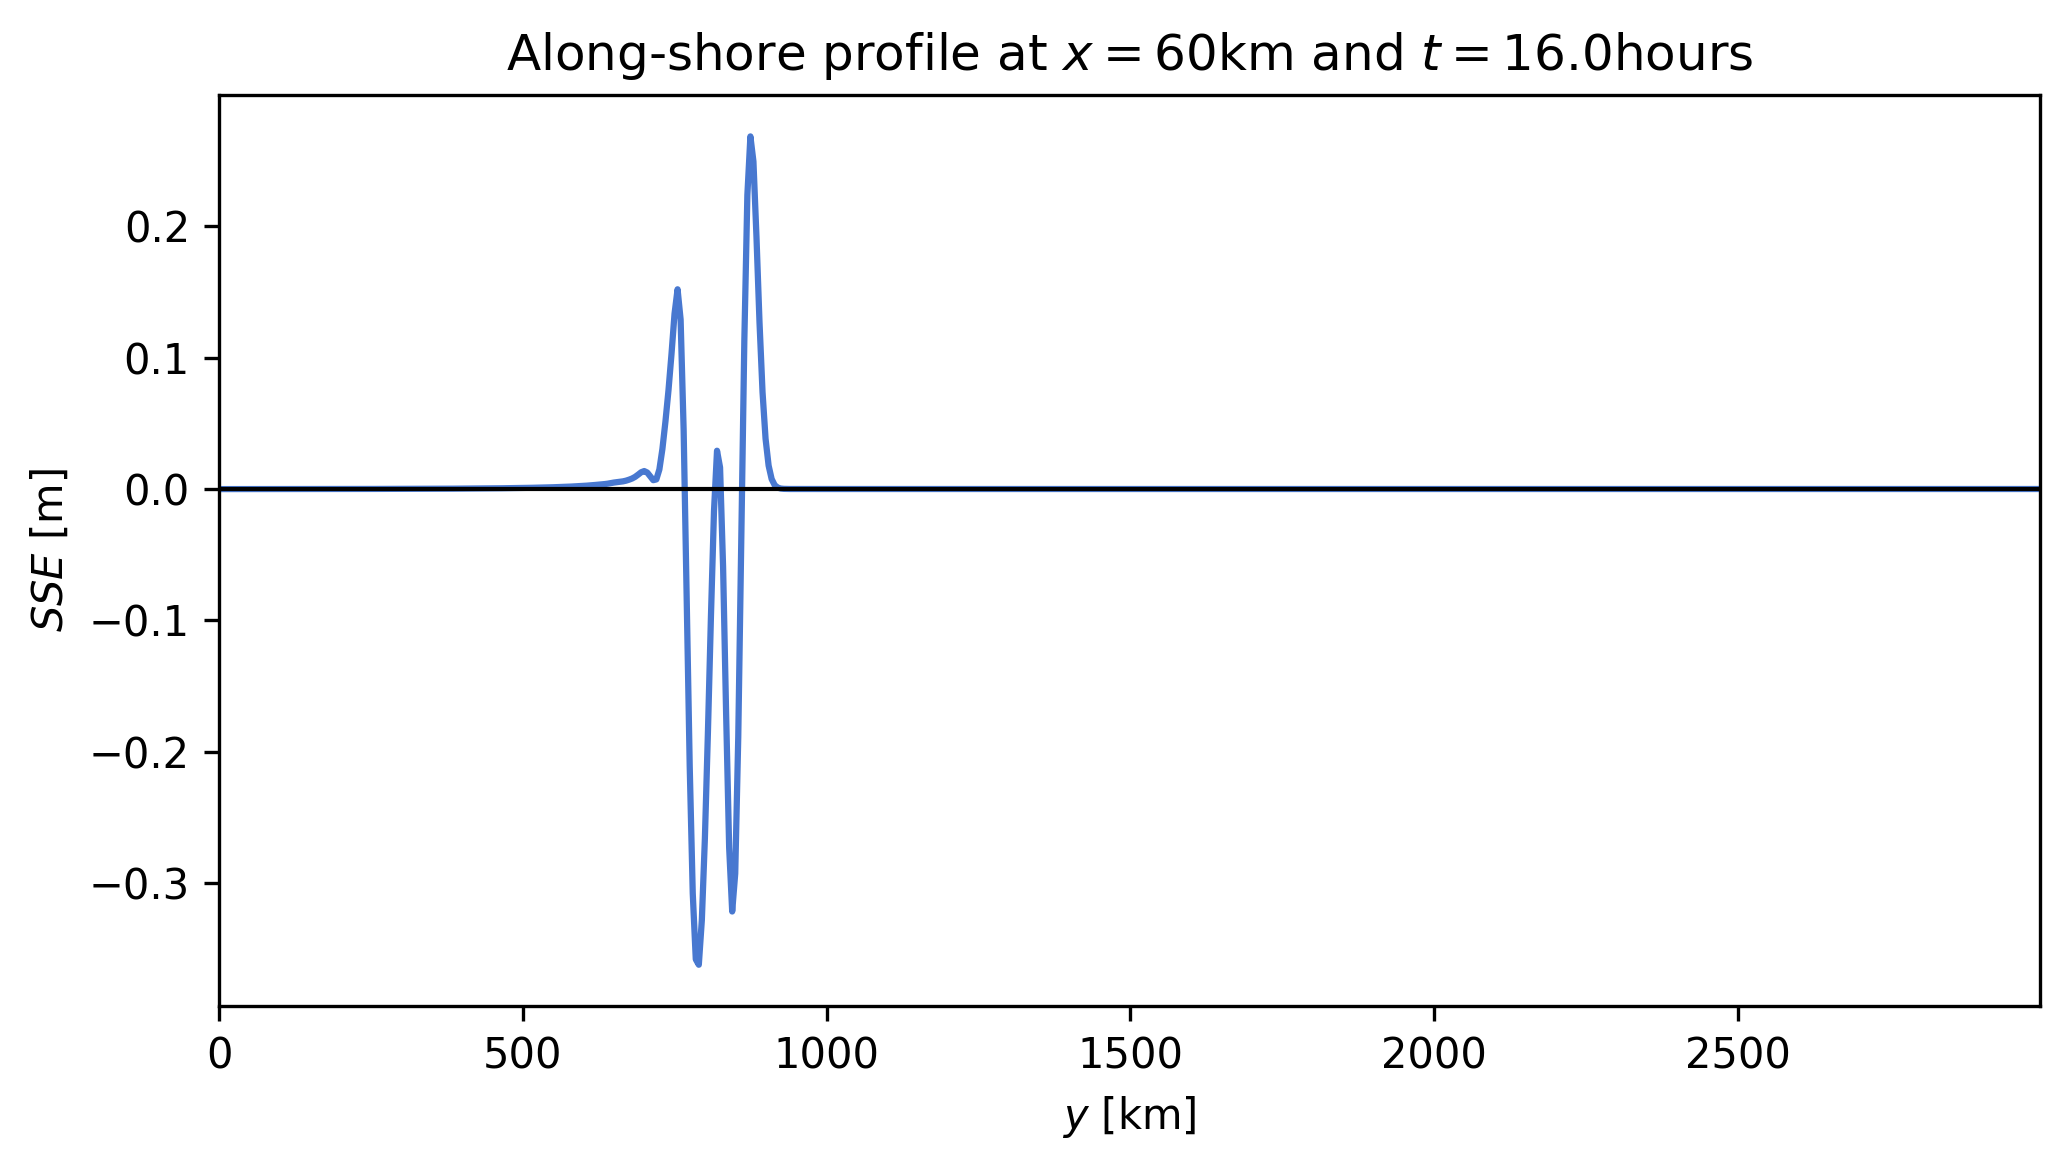 Along-shore profile at x = 60km and t = 16.0hours
SSE [m]
0.2
0.1
0.0
−0.1
−0.2
−0.3
0 500 1000 1500 2000 2500
y [km]